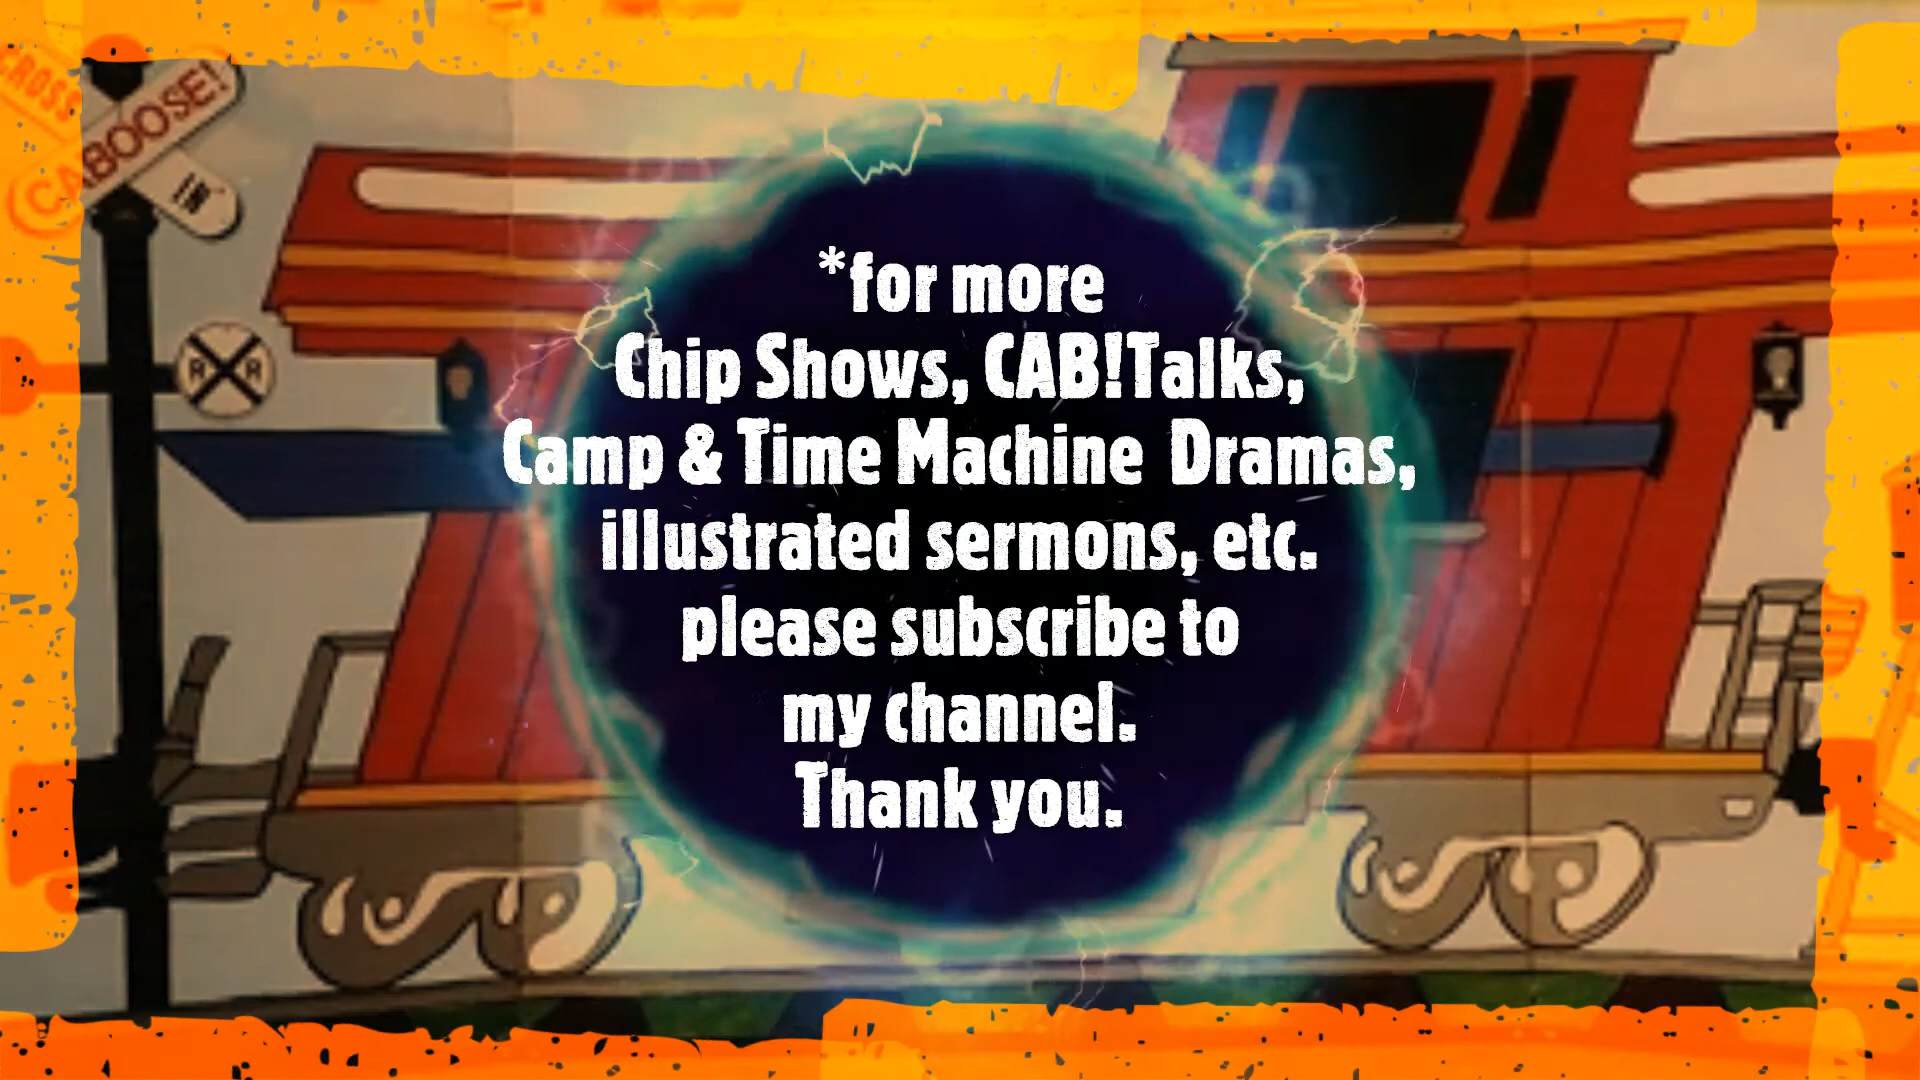 CROSS
CABOOSE!
R R
*for more
Chip Shows, CAB!Talks,
Camp & Time Machine Dramas,
illustrated sermons, etc.
please subscribe to
my channel.
Thank you.